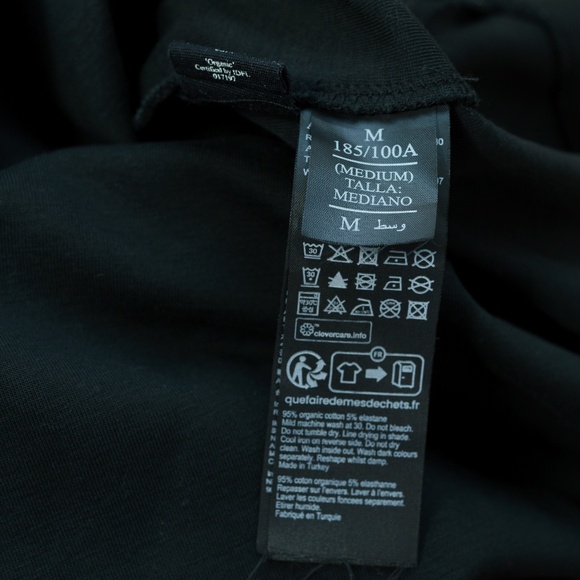 'Organic'
Certified by IDFL
017197
M
185/100A
(MEDIUM)
TALLA:
MEDIANO
M وسط
30
30
clevercare.info
FR
quefairedemesdechets.fr
95% organic cotton 5% elastane
Mild machine wash at 30. Do not bleach.
Do not tumble dry. Line drying in shade.
Cool iron on reverse side. Do not dry
clean. Wash inside out. Wash dark colours
separately. Reshape whilst damp.
Made in Turkey
95% coton organique 5% elasthanne
Repasser sur l'envers. Laver à l'envers.
Laver les couleurs foncées separement.
Etirer humide.
Fabriqué en Turquie